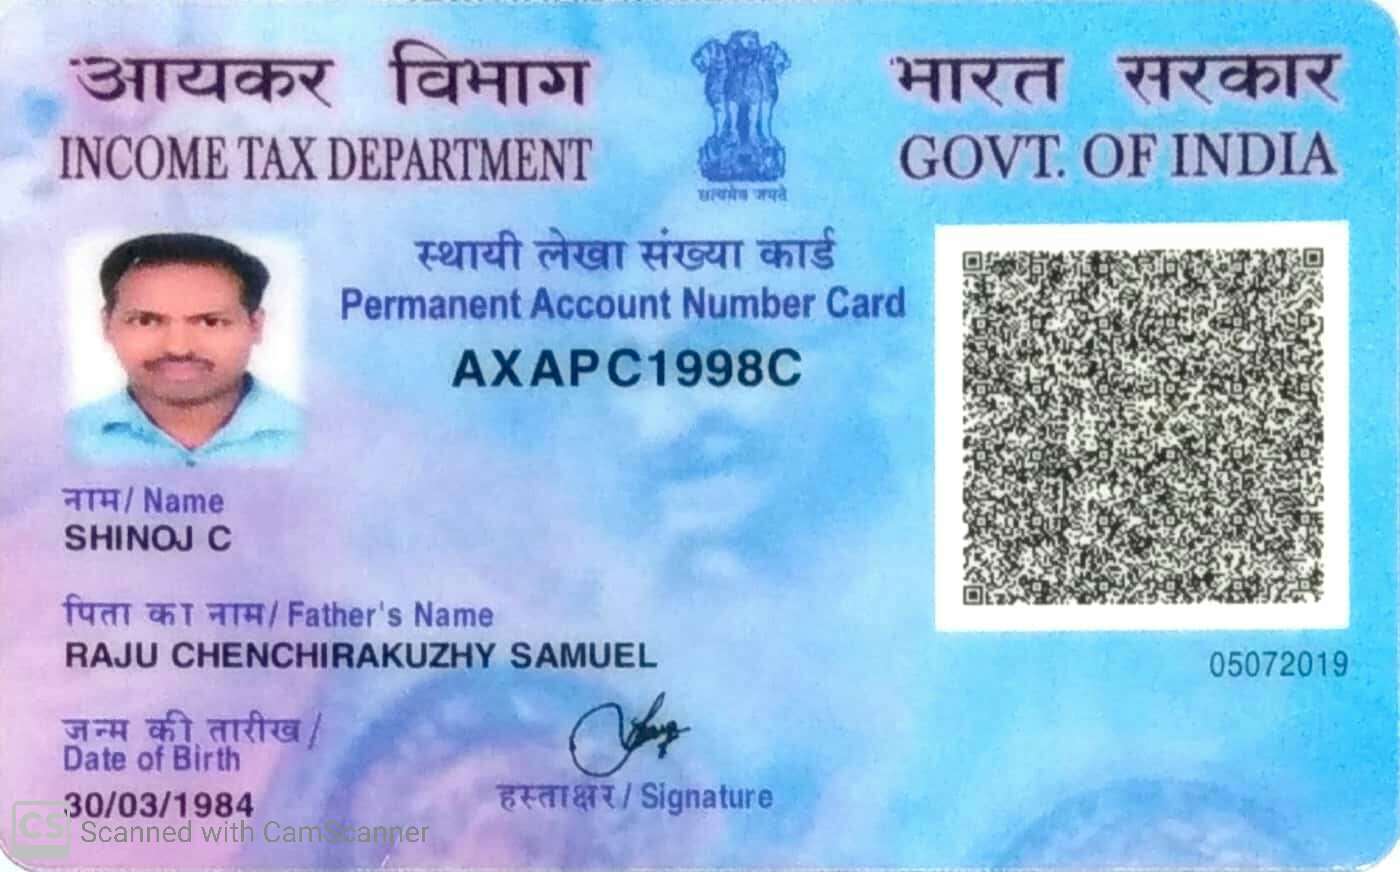 आयकर विभाग
INCOME TAX DEPARTMENT
सत्यमेव जयते
भारत सरकार
GOVT. OF INDIA
स्थायी लेखा संख्या कार्ड
Permanent Account Number Card
AXAPC1998C
नाम/ Name
SHINOJ C
पिता का नाम/ Father's Name
RAJU CHENCHIRAKUZHY SAMUEL
05072019
जन्म की तारीख/
Date of Birth
30/03/1984
हस्ताक्षर/ Signature
CS Scanned with CamScanner